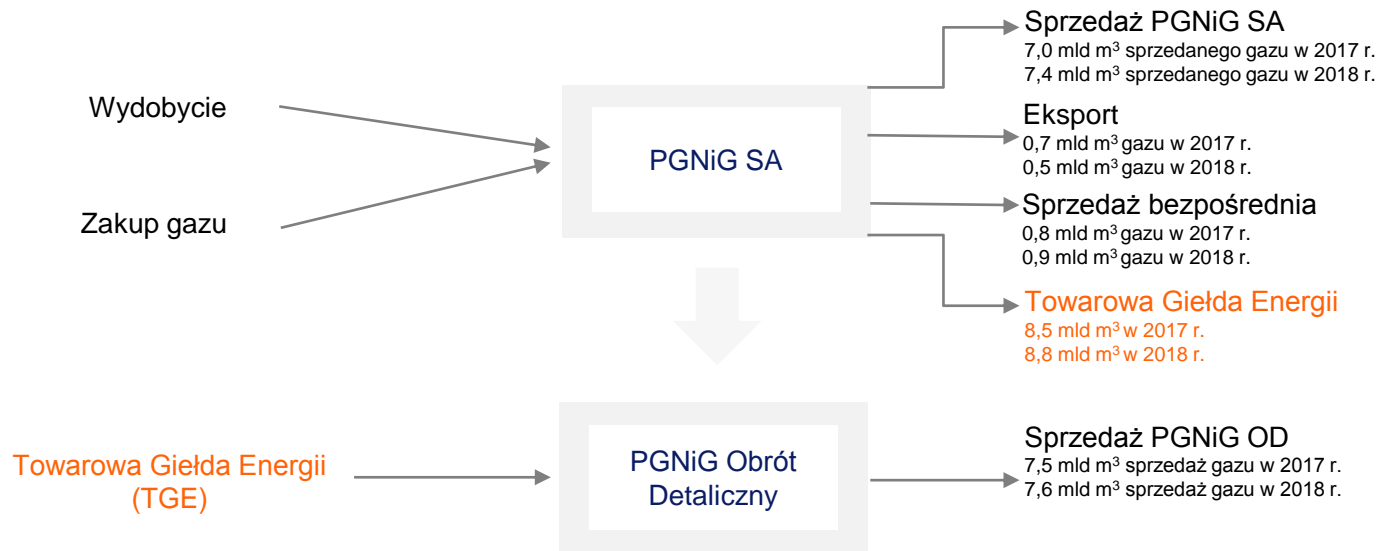 Wydobycie
Zakup gazu
PGNiG SA
Sprzedaż PGNiG SA
7,0 mld m³ sprzedanego gazu w 2017 r.
7,4 mld m³ sprzedanego gazu w 2018 r.
Eksport
0,7 mld m³ gazu w 2017 r.
0,5 mld m³ gazu w 2018 r.
Sprzedaż bezpośrednia
0,8 mld m³ gazu w 2017 r.
0,9 mld m³ gazu w 2018 r.
Towarowa Giełda Energii
8,5 mld m³ w 2017 r.
8,8 mld m³ w 2018 r.
Towarowa Giełda Energii
(TGE)
PGNiG Obrót
Detaliczny
Sprzedaż PGNiG OD
7,5 mld m³ sprzedaż gazu w 2017 r.
7,6 mld m³ sprzedaż gazu w 2018 r.